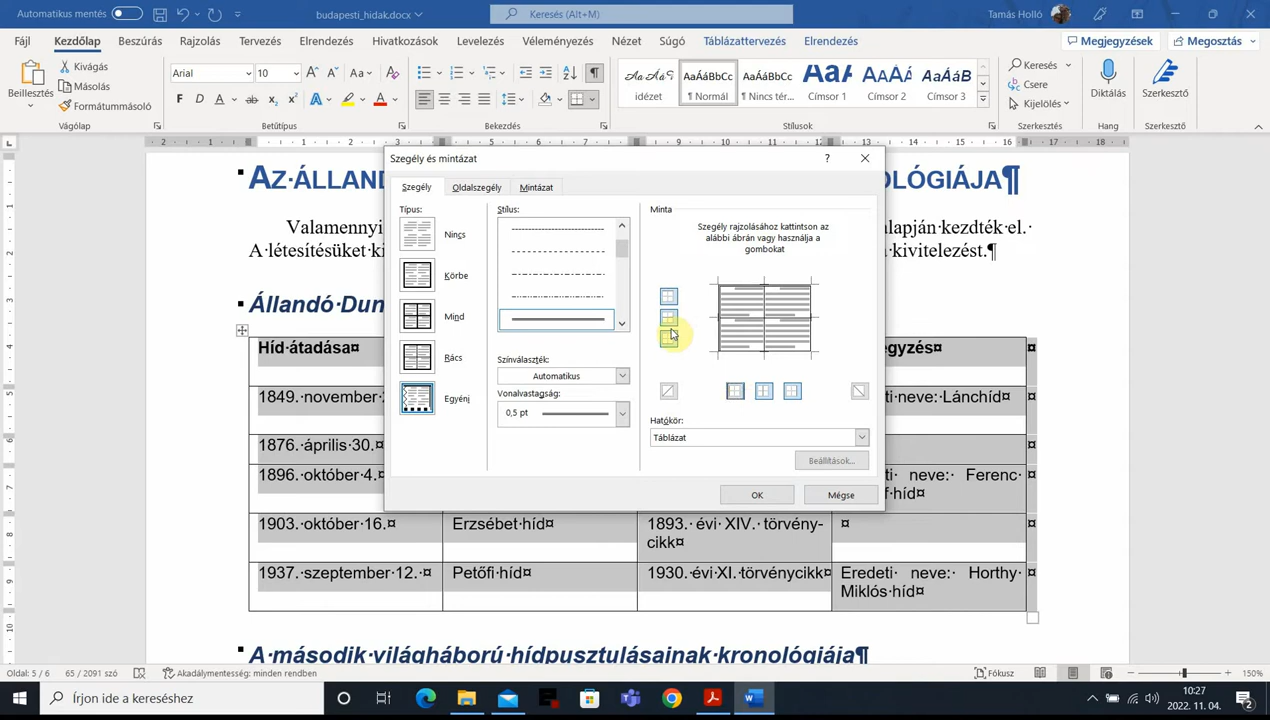 Automatikus mentés
budapesti_hidak.docx
Keresés (Alt+M)
Tamás Holló
Fájl Kezdőlap Beszúrás Rajzolás Tervezés Elrendezés Hivatkozások Levelezés Véleményezés Nézet Súgó Táblázattervezés Elrendezés
Megjegyzések
Megosztás
Beillesztés
Kivágás
Másolás
Formátummásoló
Arial
10
idézet
AaÁáBbCc
¶ Normál
AaÁáBbCc
¶ Nincs tér...
Címsor 1
Címsor 2
AaÁáB
Címsor 3
Keresés
Csere
Kijelölés
Diktálás
Szerkesztő
Vágólap
Betűtípus
Bekezdés
Stílusok
Szerkesztés
Hang
Szerkesztő
AZ·ÁLLAND
OLÓGIÁJA¶
Valamennyi
alapján·kezdték·el.·
A·létesítésüket·ki
a·kivitelezést.¶
Állandó·Dun
Híd·átadása¤
egyzés¤
¤
1849.·november·
neve:·Lánchíd¤
¤
1876.·április·30.¤
¤
1896.·október·4.¤
neve:· Ferenc·
f·híd¤
¤
1903.·október·16.¤
Erzsébet·híd¤
1893.· évi· XIV.· törvény-
cikk¤
¤
¤
1937.·szeptember·12.·¤
Petőfi·híd¤
1930.·évi·XI.·törvénycikk¤
Eredeti· neve:· Horthy·
Miklós·híd¤
¤
A·második·világháború·hídpusztulásainak·kronológiája¶
Szegély és mintázat
?
Szegély
Oldalszegély
Mintázat
Típus:
Nincs
Körbe
Mind
Rács
Egyéni
Stílus:
Színválaszték:
Automatikus
Vonalvastagság:
0,5 pt
Minta
Szegély rajzolásához kattintson az
alábbi ábrán vagy használja a
gombokat
Hatókör:
Táblázat
Beállítások...
OK
Mégse
Oldal: 5 / 6
65 / 2091 szó
Akadálymentesség: minden rendben
Fókusz
150%
Írjon ide a kereséshez
10:27
2022. 11. 04.
2